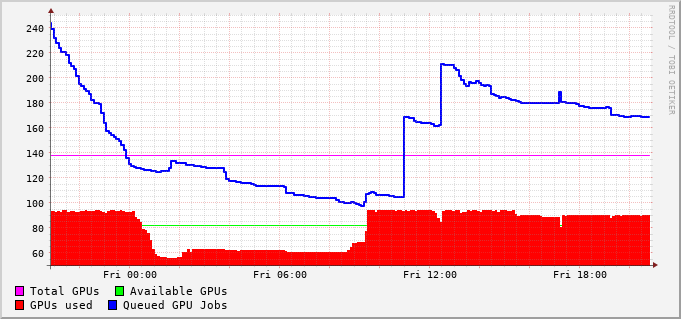 RRDTOOL / TOBI OETIKER
240
220
200
180
160
140
120
100
80
60
Fri 00:00 Fri 06:00 Fri 12:00 Fri 18:00
Total GPUs Available GPUs
GPUs used Queued GPU Jobs